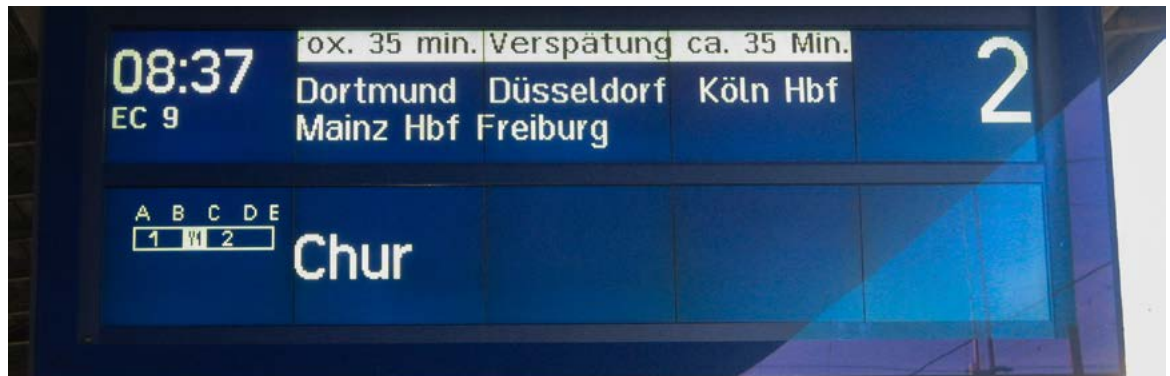 08:37
rox. 35 min. Verspätung ca. 35 Min.
2
EC 9
Dortmund Düsseldorf Köln Hbf
Mainz Hbf Freiburg
A B C D E
1 2
Chur